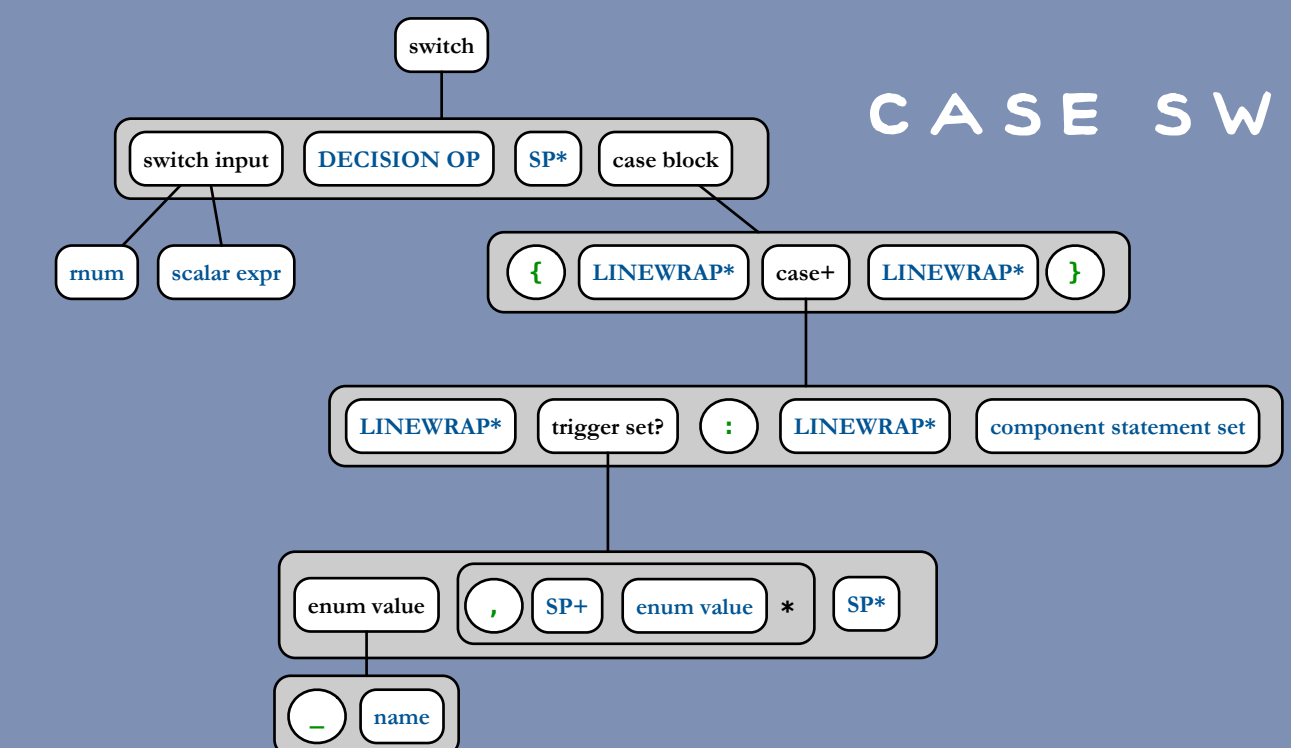 switch
CASE SW
switch input DECISION OP SP* case block
rnum scalar expr
{ LINEWRAP* case+ LINEWRAP* }
LINEWRAP* trigger set? : LINEWRAP* component statement set
enum value , SP+ enum value * SP*
_ name